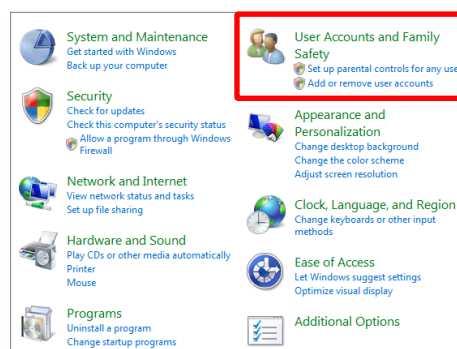 System and Maintenance
Get started with Windows
Back up your computer
Security
Check for updates
Check this computer's security status
Allow a program through Windows
Firewall
Network and Internet
View network status and tasks
Set up file sharing
Hardware and Sound
Play CDs or other media automatically
Printer
Mouse
Programs
Uninstall a program
Change startup programs
User Accounts and Family
Safety
Set up parental controls for any use
Add or remove user accounts
Appearance and
Personalization
Change desktop background
Change the color scheme
Adjust screen resolution
Clock, Language, and Region
Change keyboards or other input
methods
Ease of Access
Let Windows suggest settings
Optimize visual display
Additional Options